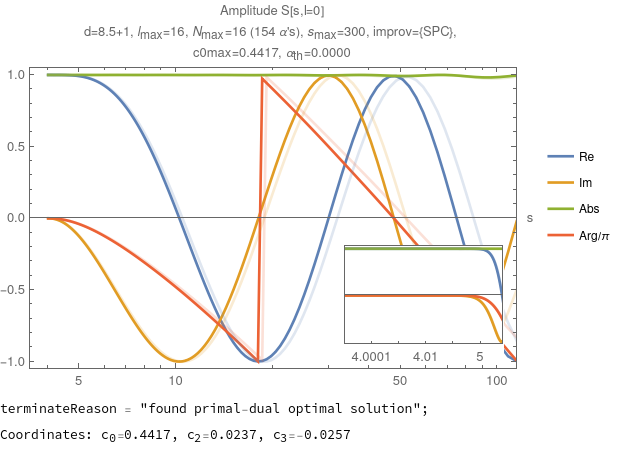 Amplitude S[s,l=0]
d=8.5+1, lmax=16, Nmax=16 (154 α's), smax=300, improv={SPC},
c0max=0.4417, αth=0.0000
1.0
0.5
0.0
−0.5
−1.0
s
Re
Im
Abs
Arg/π
4.0001 4.01 5
5 10 50 100
terminateReason = "found primal-dual optimal solution";
Coordinates: c0=0.4417, c2=0.0237, c3=-0.0257